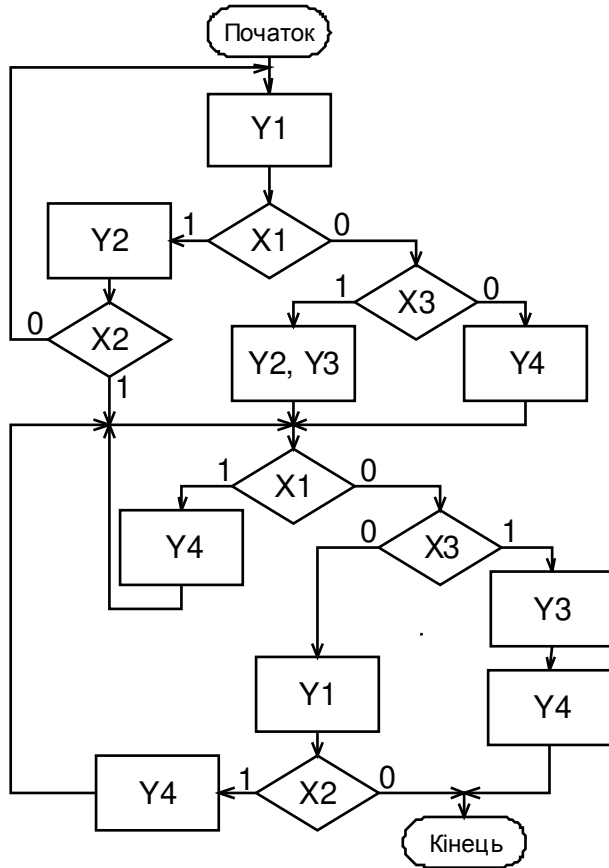 Початок
Y1
1 X1 0
Y2
1 X3 0
0 X2
1
Y2, Y3
Y4
1 X1 0
Y4
0 X3 1
Y3
Y1
Y4
Y4
1 X2 0
Кінець